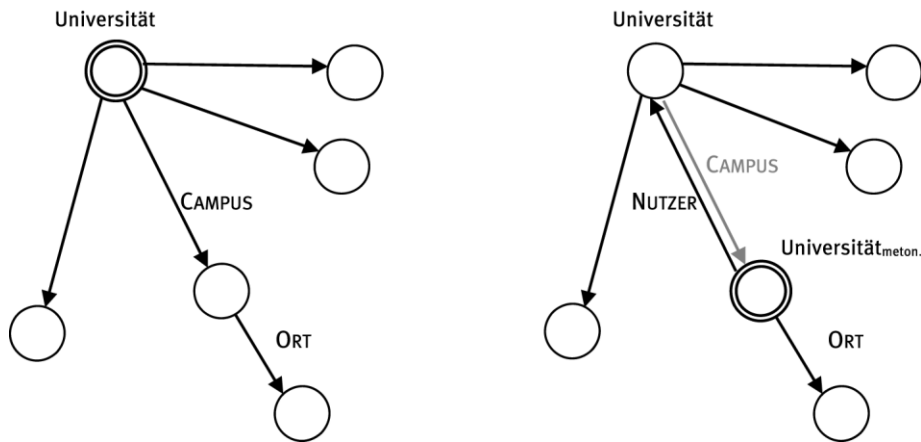 Universität
Universität
CAMPUS
CAMPUS
NUTZER
Universitätmeton.
ORT
ORT